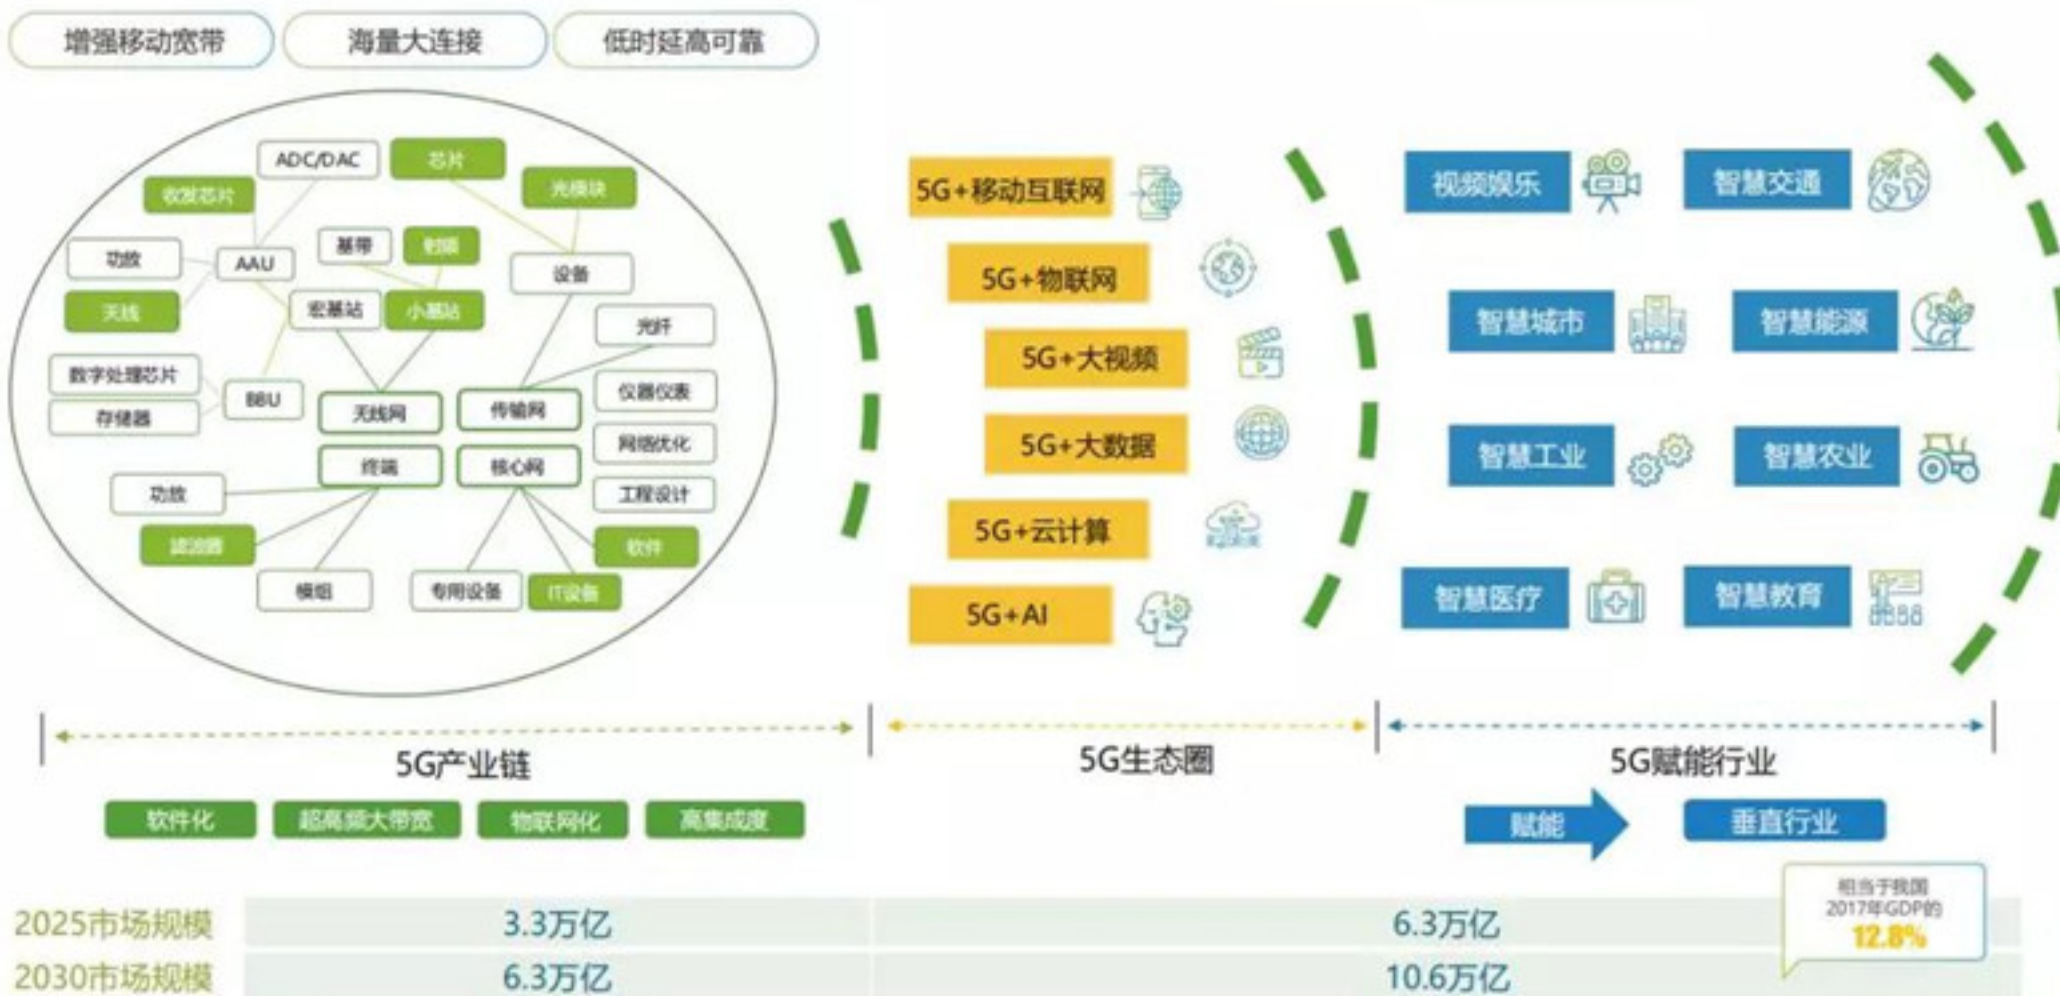 增强移动宽带
海量大连接
低时延高可靠
ADC/DAC
芯片
收发芯片
光模块
功放
AAU
基带
射频
设备
天线
宏基站
小基站
光纤
数字处理芯片
存储器
BBU
无线网
传输网
仪器仪表
网络优化
终端
核心网
功放
工程设计
滤波器
软件
模组
专用设备
IT设备
5G+移动互联网
5G+物联网
5G+大视频
5G+大数据
5G+云计算
5G+AI
视频娱乐
智慧交通
智慧城市
智慧能源
智慧工业
智慧农业
智慧医疗
智慧教育
5G产业链
5G生态圈
5G赋能行业
软件化
超高频大带宽
物联网化
高集成度
赋能
垂直行业
相当于我国
2017年GDP的
12.8%
2025市场规模
3.3万亿
6.3万亿
2030市场规模
6.3万亿
10.6万亿